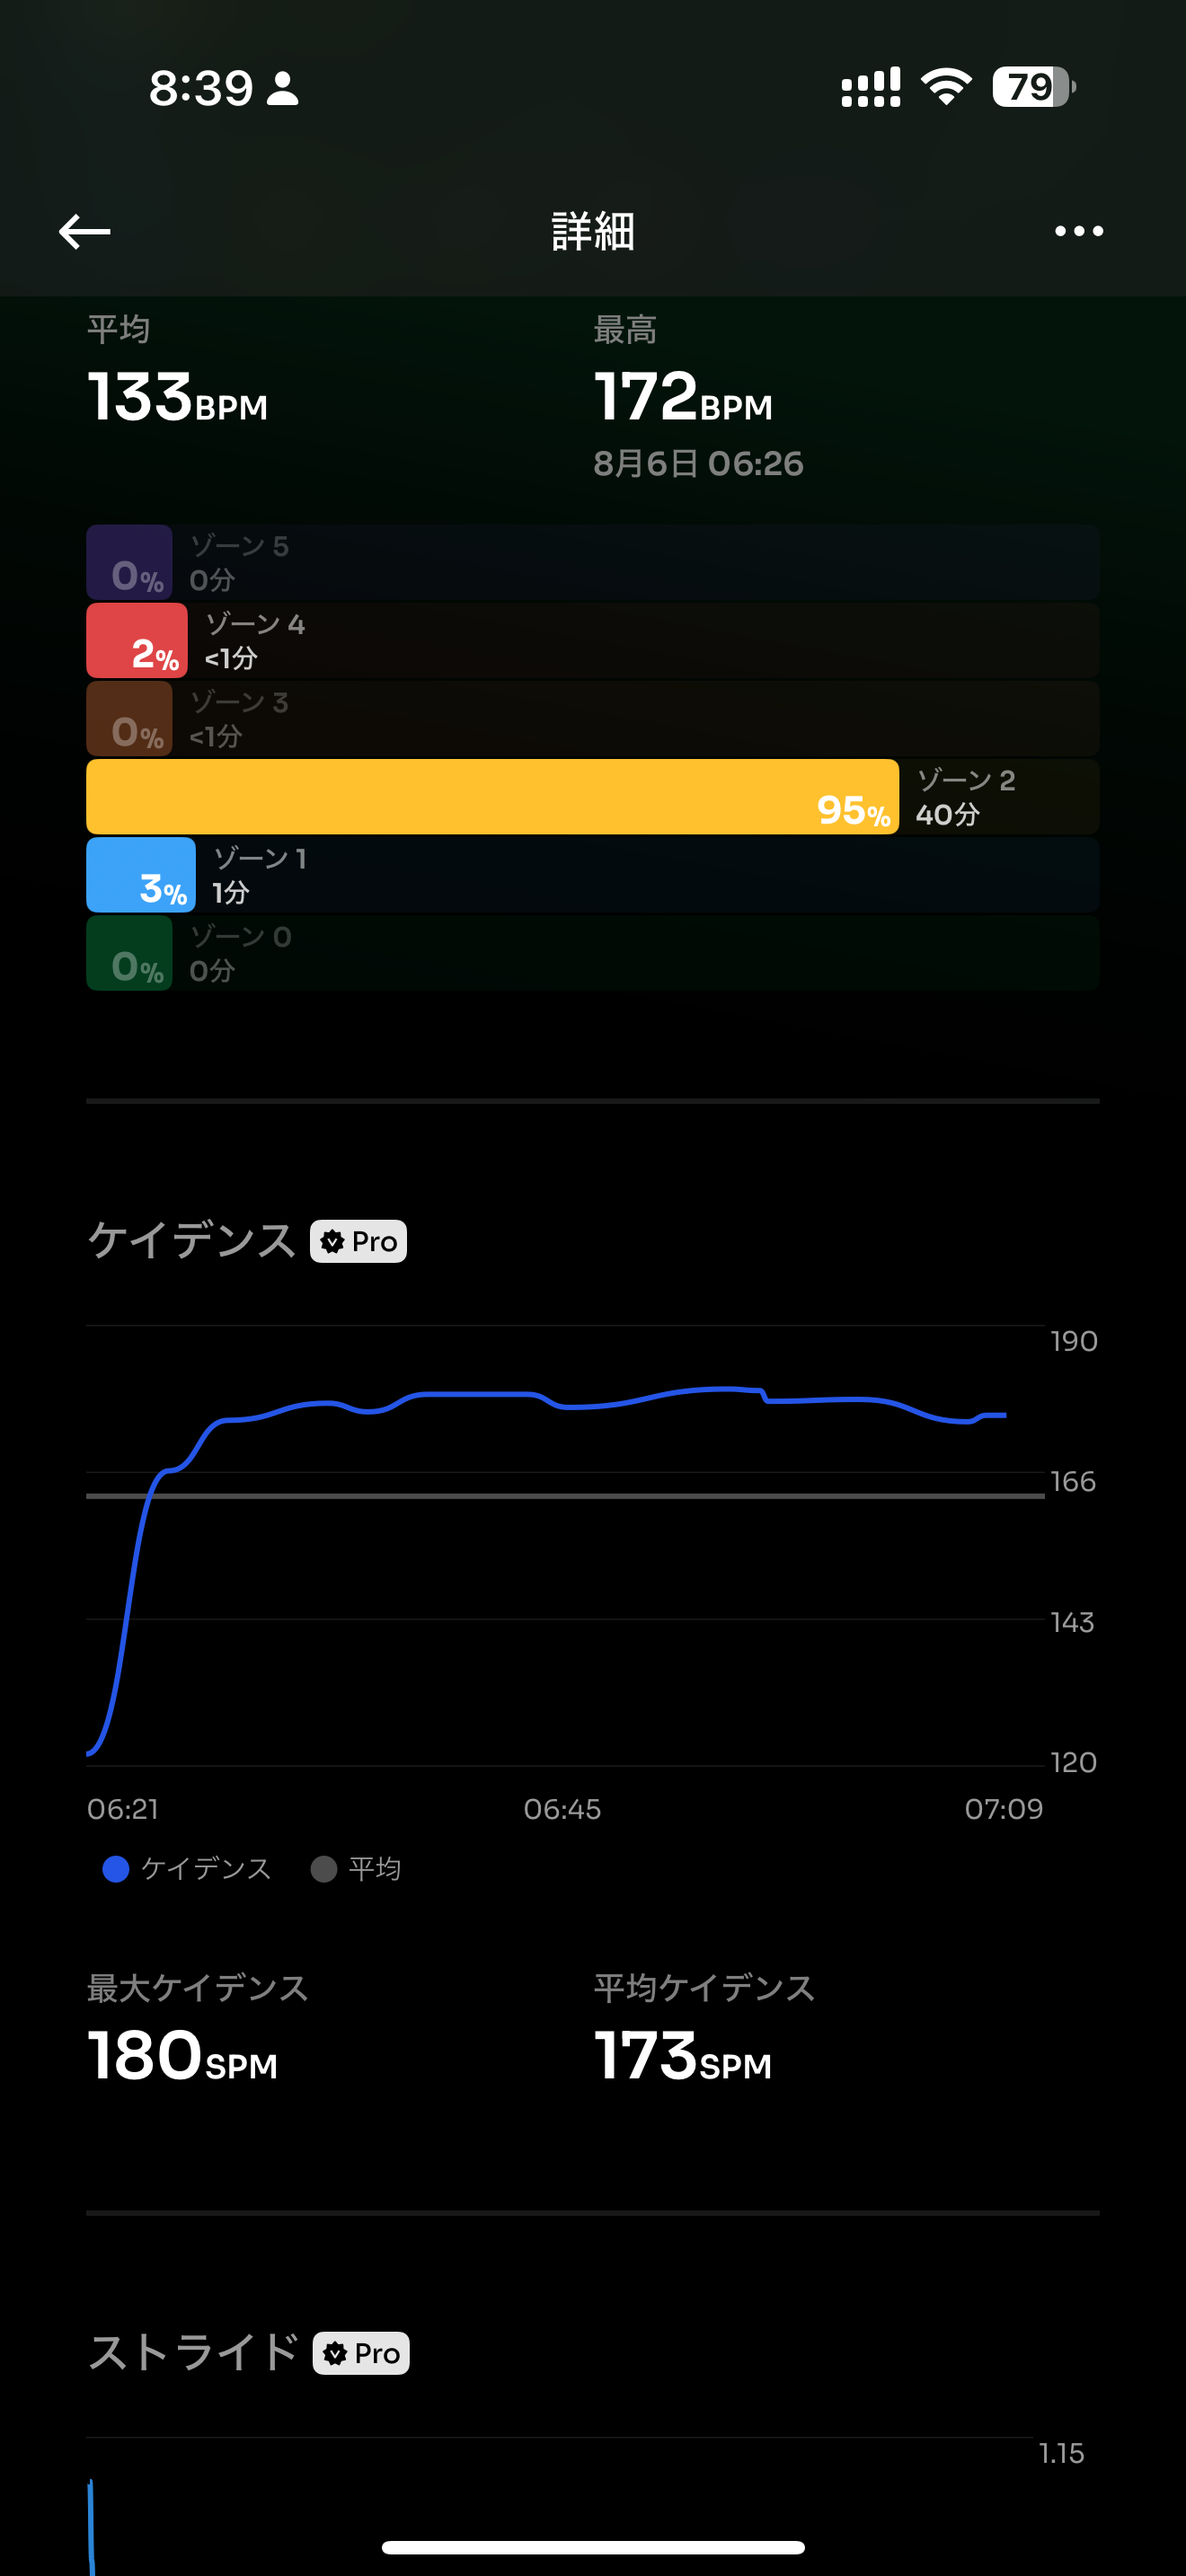 8:39
79
詳細
平均
最高
133BPM
172BPM
8月6日 06:26
0%
ゾーン 5
0分
2%
ゾーン 4
<1分
0%
ゾーン 3
<1分
95%
ゾーン 2
40分
3%
ゾーン 1
1分
0%
ゾーン 0
0分
ケイデンス Pro
190
166
143
120
06:21
06:45
07:09
ケイデンス
平均
最大ケイデンス
平均ケイデンス
180SPM
173SPM
ストライド Pro
1.15